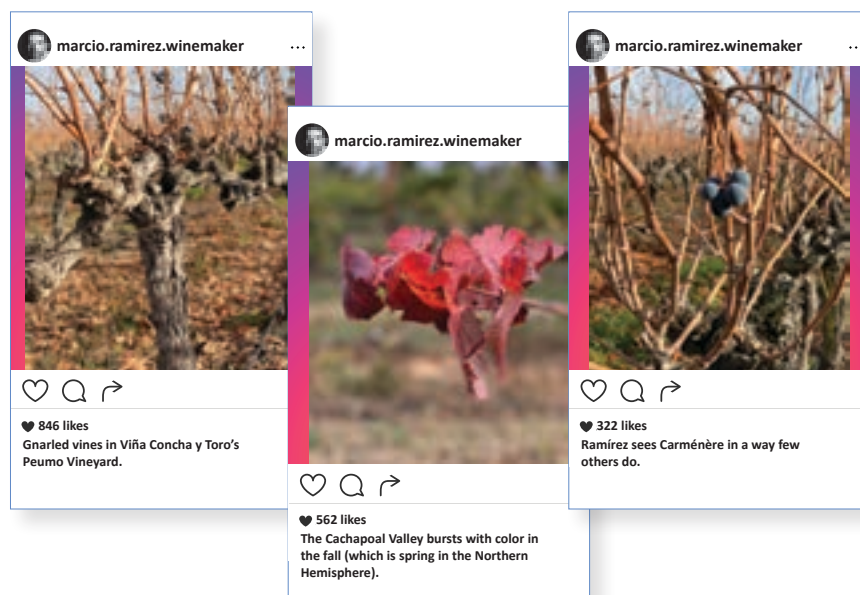 marcio.ramirez.winemaker
846 likes
Gnarled vines in Viña Concha y Toro’s
Peumo Vineyard.
marcio.ramirez.winemaker
562 likes
The Cachapoal Valley bursts with color in
the fall (which is spring in the Northern
Hemisphere).
marcio.ramirez.winemaker
322 likes
Ramírez sees Carménère in a way few
others do.